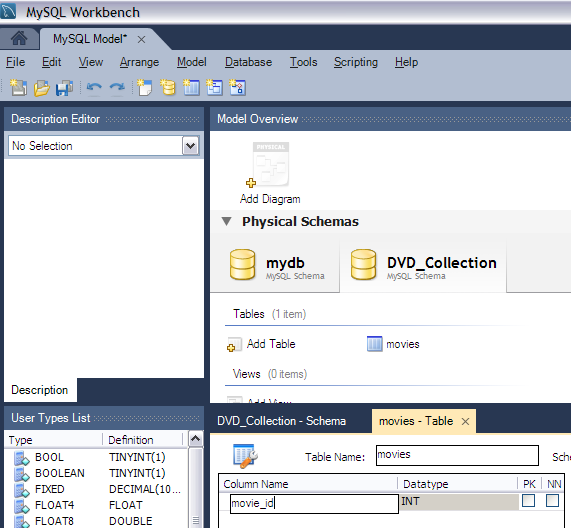 MySQL Workbench
MySQL Model*
File Edit View Arrange Model Database Tools Scripting Help
Description Editor
No Selection
Description
User Types List
Type Definition
BOOL TINYINT(1)
BOOLEAN TINYINT(1)
FIXED DECIMAL(10...
FLOAT4 FLOAT
FLOAT8 DOUBLE
Model Overview
PHYSICAL
Add Diagram
Physical Schemas
mydb
MySQL Schema
DVD_Collection
MySQL Schema
Tables (1 item)
Add Table movies
Views (0 items)
Add View
DVD_Collection - Schema movies - Table
Table Name: movies Sche
Column Name Datatype PK NN
movie_id INT